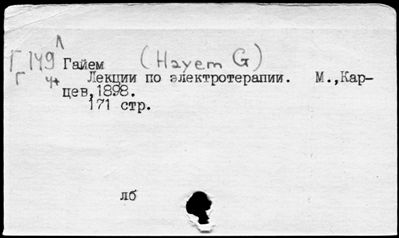 Л
Г 149 Гайем (Hayem G)
Г 4+ Лекции по электротерапии. М.,Кар-
цев,1898.
171 стр.
лб